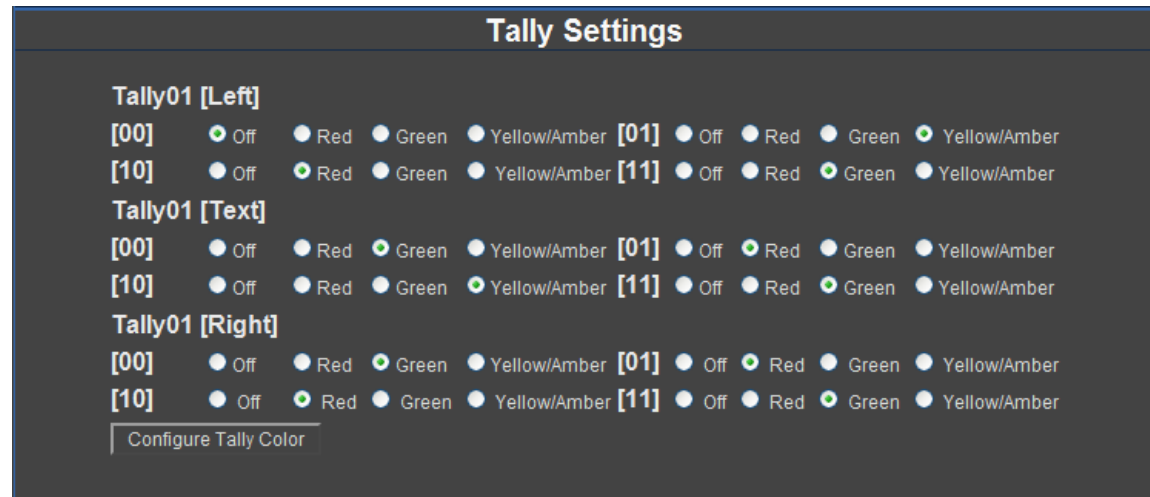 Tally Settings
Tally01 [Left]
[00] Off Red Green Yellow/Amber [01] Off Red Green Yellow/Amber
[10] Off Red Green Yellow/Amber [11] Off Red Green Yellow/Amber
Tally01 [Text]
[00] Off Red Green Yellow/Amber [01] Off Red Green Yellow/Amber
[10] Off Red Green Yellow/Amber [11] Off Red Green Yellow/Amber
Tally01 [Right]
[00] Off Red Green Yellow/Amber [01] Off Red Green Yellow/Amber
[10] Off Red Green Yellow/Amber [11] Off Red Green Yellow/Amber
Configure Tally Color